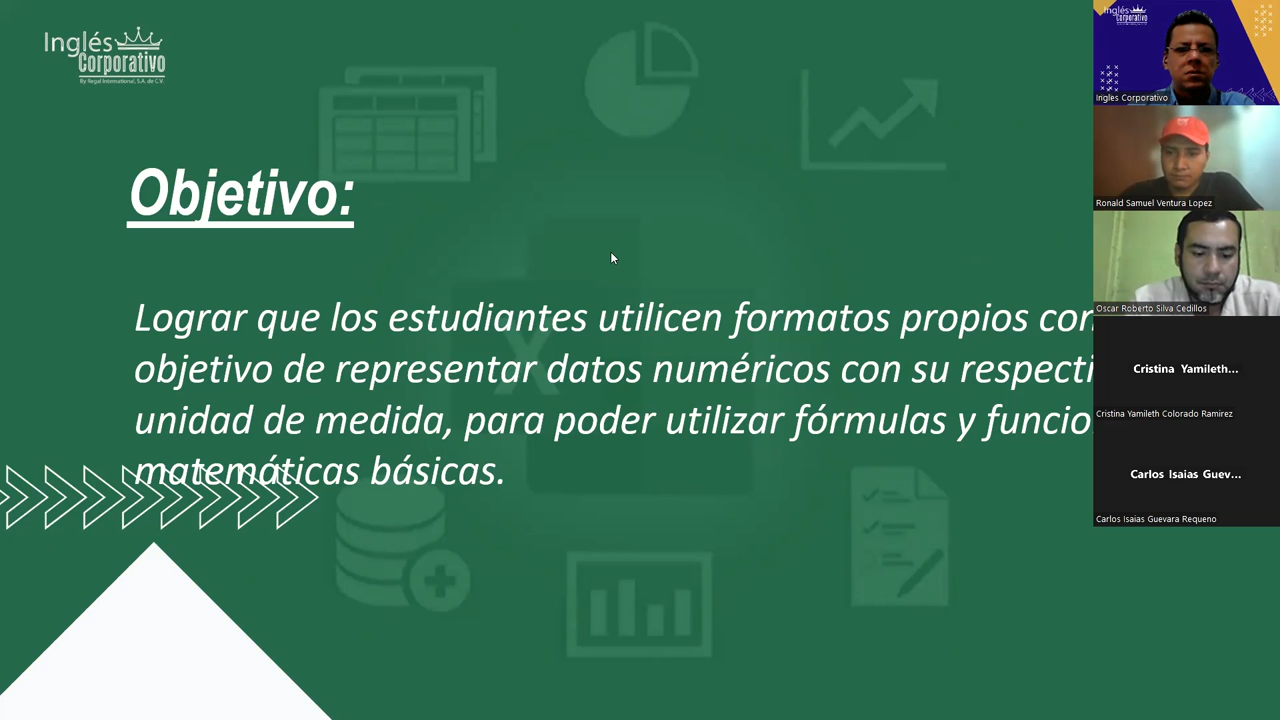 Inglés
Corporativo
By Regal International, S.A. de C.V.
Objetivo:
Lograr que los estudiantes utilicen formatos propios con
objetivo de representar datos numéricos con su respecti
unidad de medida, para poder utilizar fórmulas y funcio
matemáticas básicas.
Inglés
Corporativo
Ingles Corporativo
Ronald Samuel Ventura Lopez
Oscar Roberto Silva Cedillos
Cristina Yamileth...
Cristina Yamileth Colorado Ramirez
Carlos Isaias Guev...
Carlos Isaias Guevara Requeno